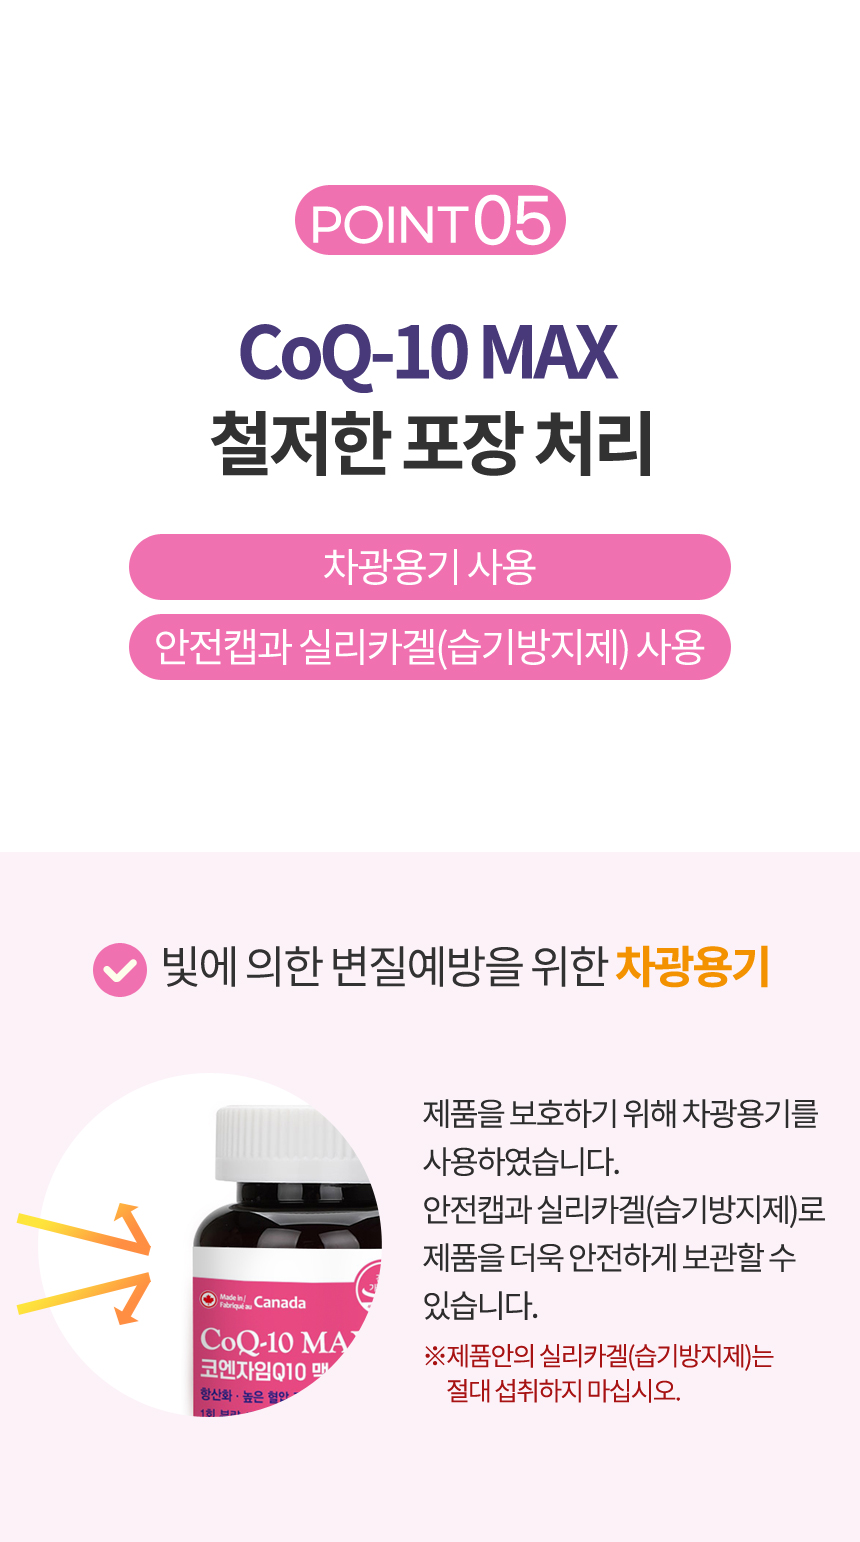 POINT05
CoQ-10 MAX
철저한 포장 처리
차광용기 사용
안전캡과 실리카겔(습기방지제) 사용
빛에 의한 변질예방을 위한 차광용기
제품을 보호하기 위해 차광용기를
사용하였습니다.
안전캡과 실리카겔(습기방지제)로
제품을 더욱 안전하게 보관할 수
있습니다.
※제품안의 실리카겔(습기방지제)는
절대 섭취하지 마십시오.
Made in /
Fabriqué au Canada
CoQ-10 MA
코엔자임Q10
항산화 · 높은 혈압
1회